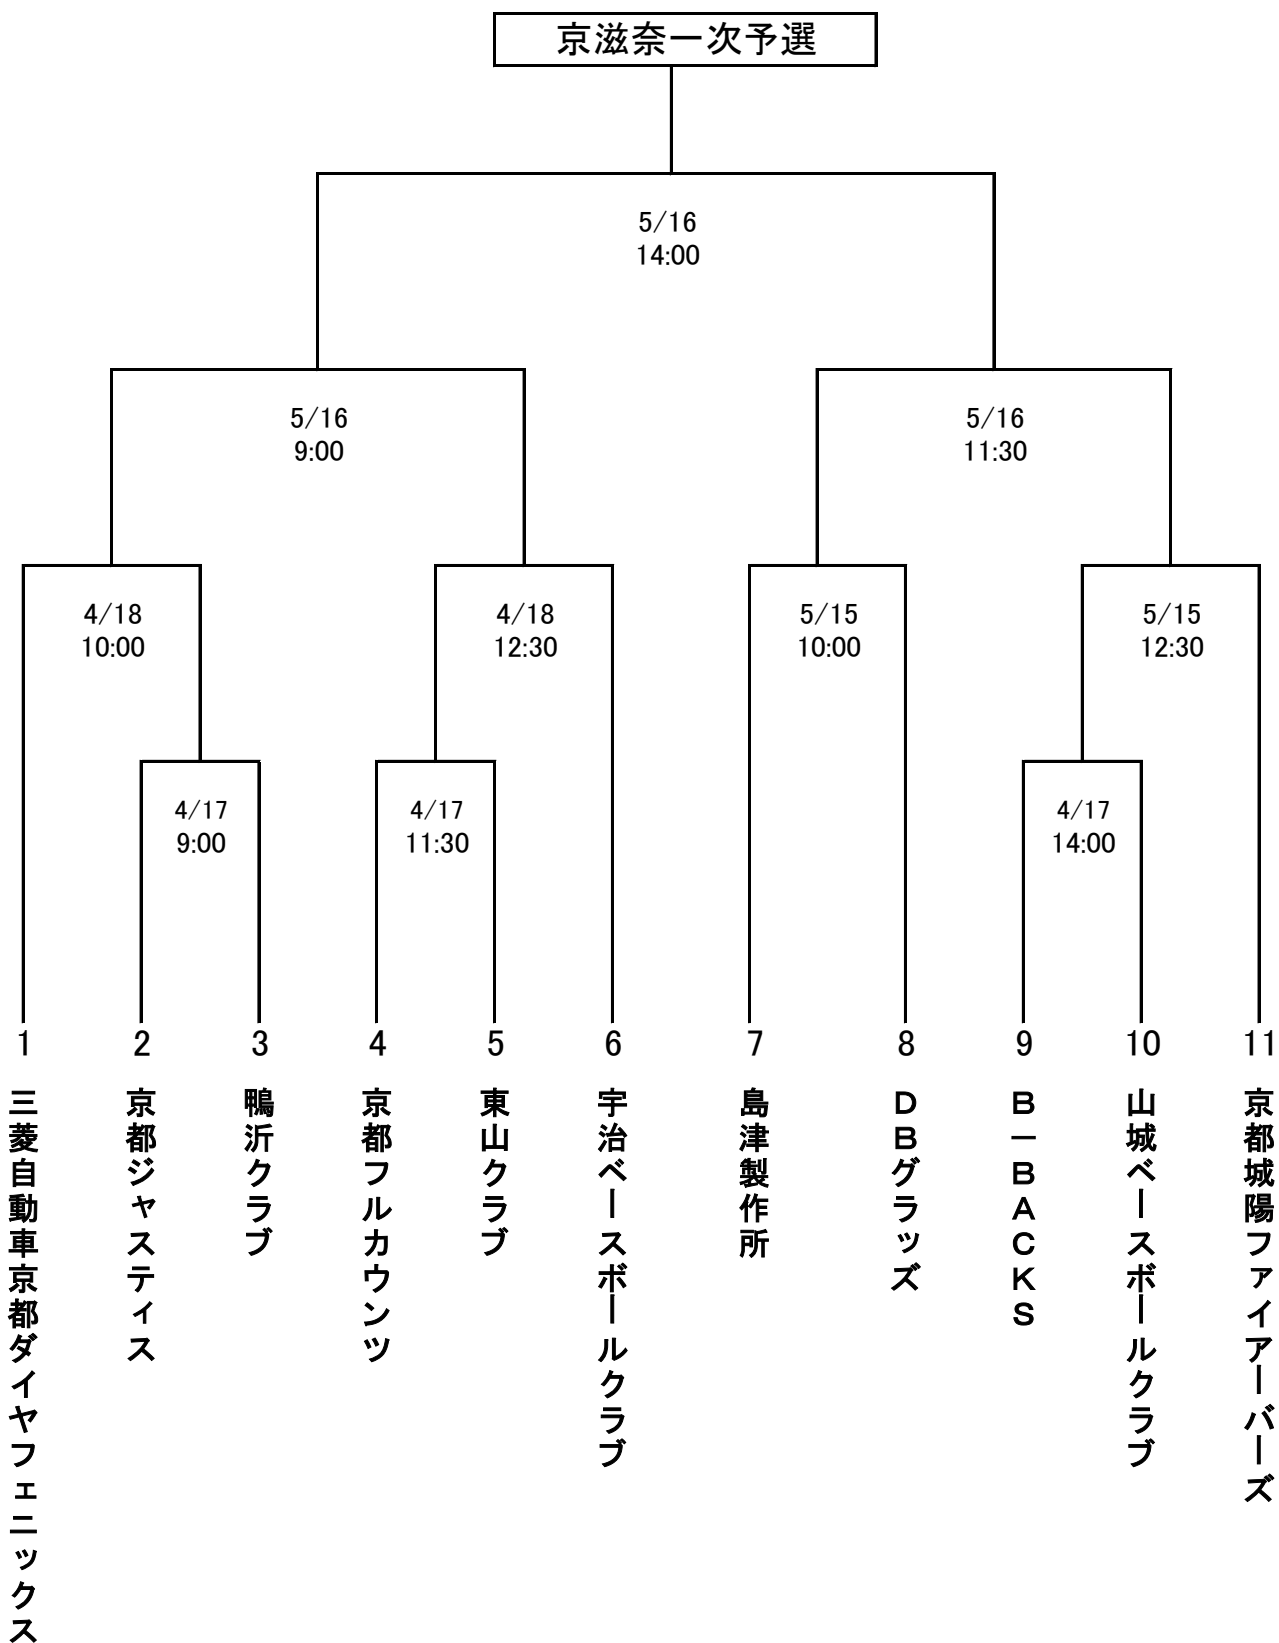 京滋奈一次予選
5/16
14:00
5/16
9:00
5/16
11:30
4/18
10:00
4/18
12:30
5/15
10:00
5/15
12:30
4/17
9:00
4/17
11:30
4/17
14:00
1
2
3
4
5
6
7
8
9
10
11
三菱自動車京都ダイヤフェニックス
京都ジャスティス
鴨沂クラブ
京都フルカウンツ
東山クラブ
宇治ベースボールクラブ
島津製作所
ＤＢグラッズ
Ｂ－ＢＡＣＫＳ
山城ベースボールクラブ
京都城陽ファイアーバーズ